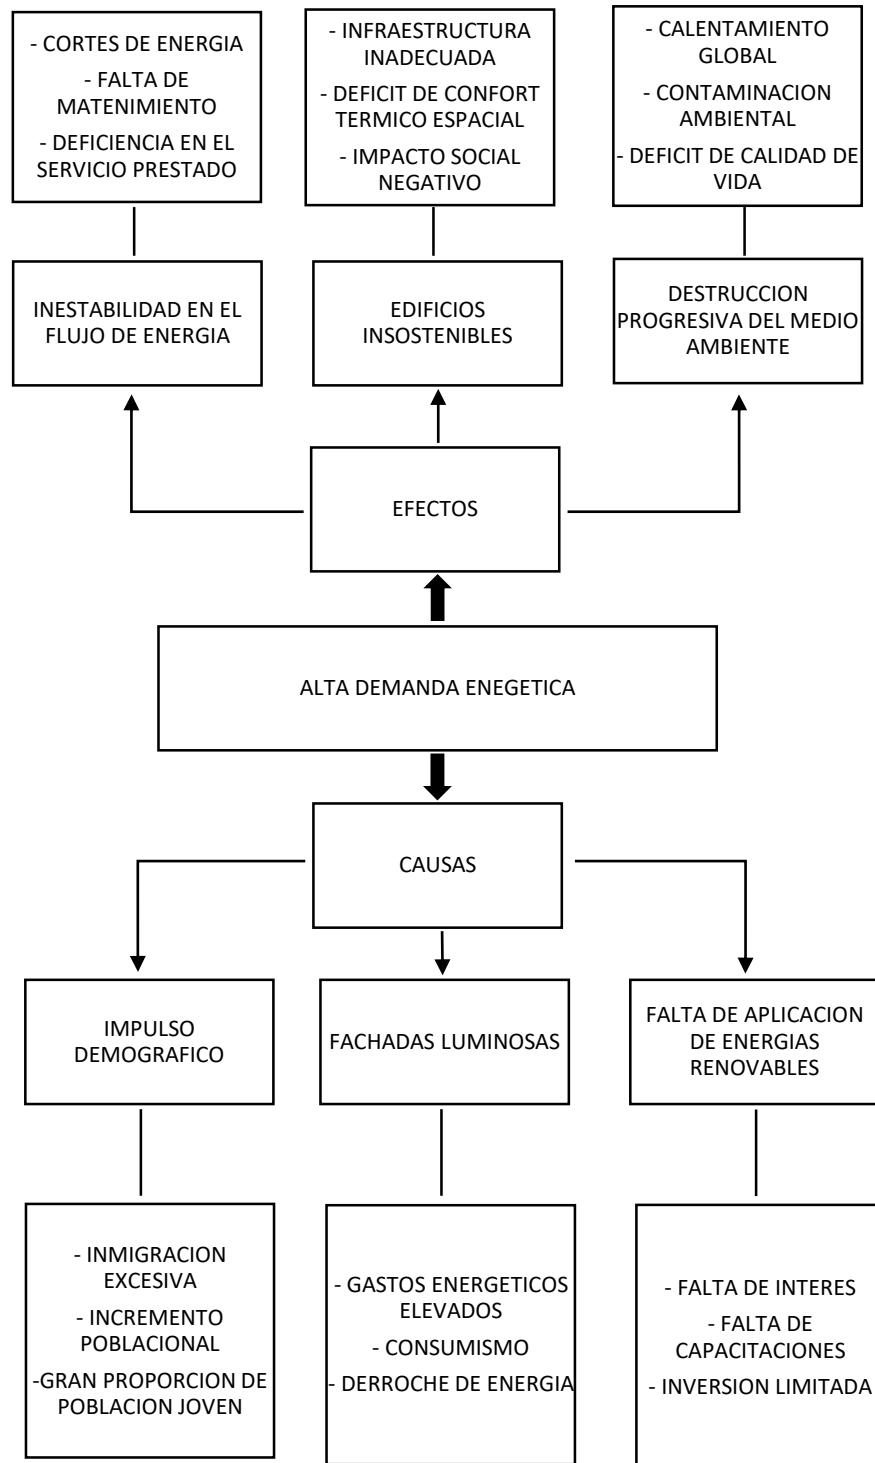 - CORTES DE ENERGIA
- FALTA DE
MATENIMIENTO
- DEFICIENCIA EN EL
SERVICIO PRESTADO
- INFRAESTRUCTURA
INADECUADA
- DEFICIT DE CONFORT
TERMICO ESPACIAL
- IMPACTO SOCIAL
NEGATIVO
- CALENTAMIENTO
GLOBAL
- CONTAMINACION
AMBIENTAL
- DEFICIT DE CALIDAD DE
VIDA
INESTABILIDAD EN EL
FLUJO DE ENERGIA
EDIFICIOS
INSOSTENIBLES
DESTRUCCION
PROGRESIVA DEL MEDIO
AMBIENTE
EFECTOS
ALTA DEMANDA ENEGETICA
CAUSAS
IMPULSO
DEMOGRAFICO
FACHADAS LUMINOSAS
FALTA DE APLICACION
DE ENERGIAS
RENOVABLES
- INMIGRACION
EXCESIVA
- INCREMENTO
POBLACIONAL
-GRAN PROPORCION DE
POBLACION JOVEN
- GASTOS ENERGETICOS
ELEVADOS
- CONSUMISMO
- DERROCHE DE ENERGIA
- FALTA DE INTERES
- FALTA DE
CAPACITACIONES
- INVERSION LIMITADA